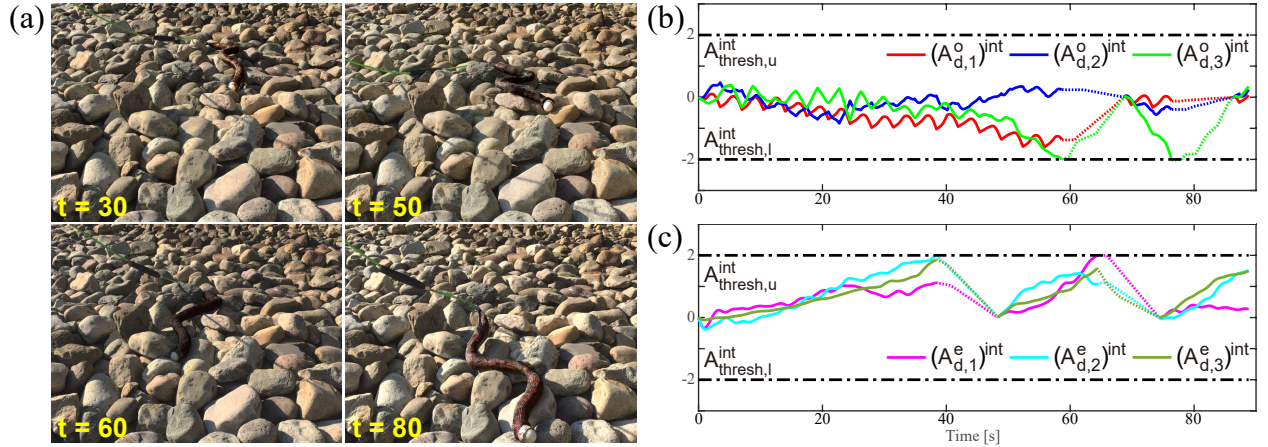 (a)
t = 30
t = 50
t = 60
t = 80
(b)
2
0
-2
A^int_thresh,u
(A^o_d,1)^int (A^o_d,2)^int (A^o_d,3)^int
A^int_thresh,l
0 20 40 60 80
(c)
2
0
-2
A^int_thresh,u
A^int_thresh,l
(A^e_d,1)^int (A^e_d,2)^int (A^e_d,3)^int
0 20 40 60 80
Time [s]